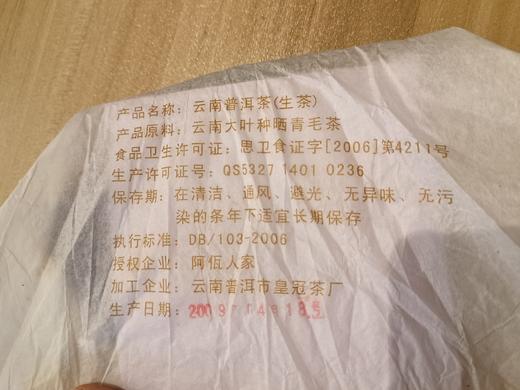 产品名称：云南普洱茶(生茶)
产品原料：云南大叶种晒青毛茶
食品卫生许可证：思卫食证字[2006]第4211号
生产许可证号：QS5327 1401 0236
保存期：在清洁、通风、避光、无异味、无污
染的条年下适宜长期保存
执行标准：DB/103-2006
授权企业：阿佤人家
加工企业：云南普洱市皇冠茶厂
生产日期：